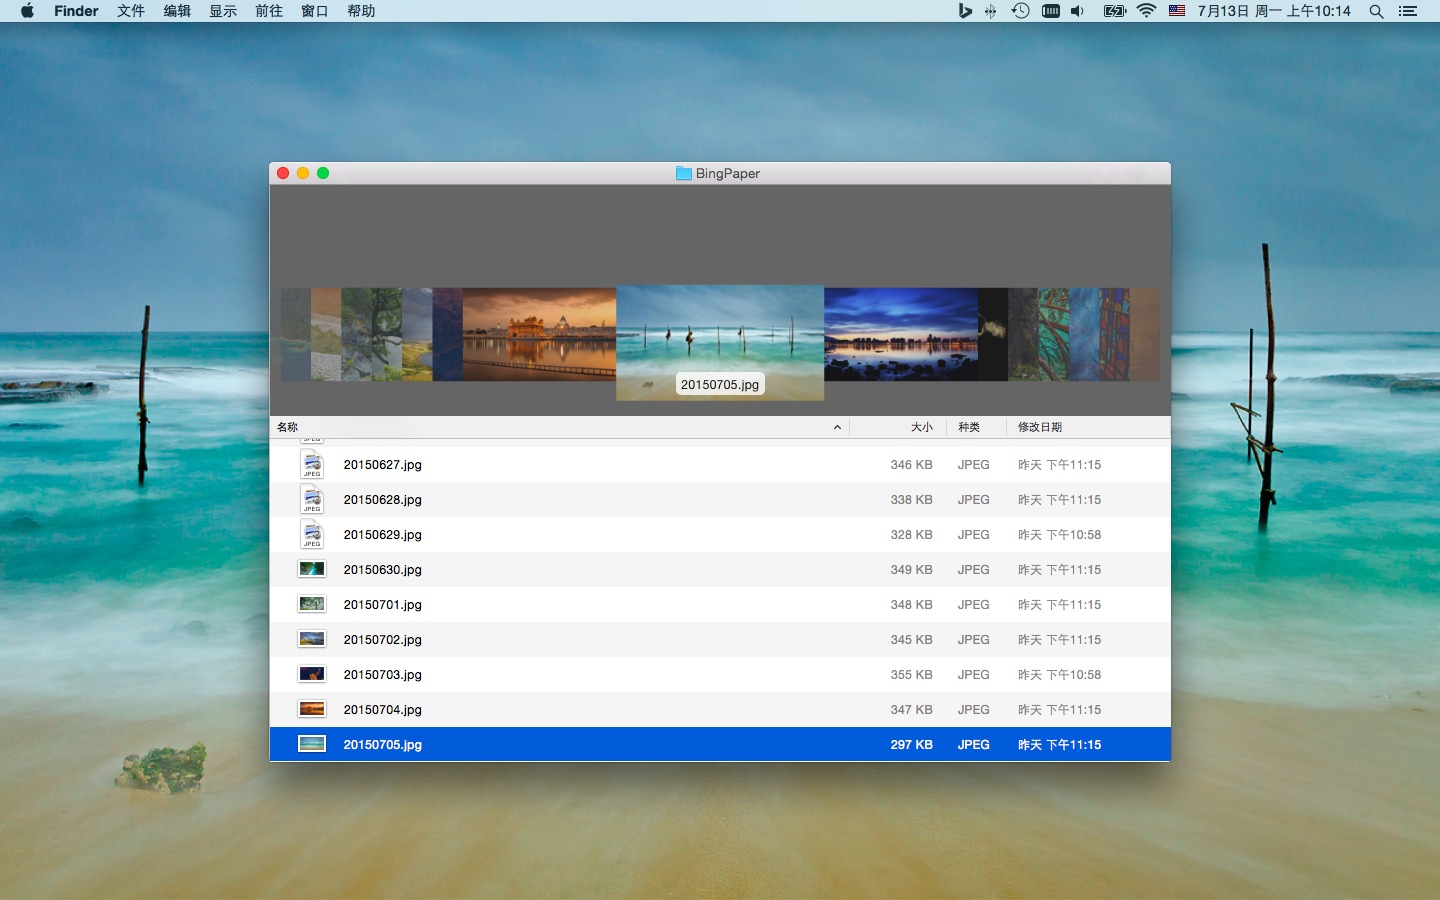 Finder 文件 编辑 显示 前往 窗口 帮助 7月13日 周一 上午10:14
BingPaper
20150705.jpg
名称 大小 种类 修改日期
JPEG 20150627.jpg 346 KB JPEG 昨天 下午11:15
JPEG 20150628.jpg 338 KB JPEG 昨天 下午11:15
JPEG 20150629.jpg 328 KB JPEG 昨天 下午10:58
20150630.jpg 349 KB JPEG 昨天 下午11:15
20150701.jpg 348 KB JPEG 昨天 下午11:15
20150702.jpg 345 KB JPEG 昨天 下午11:15
20150703.jpg 355 KB JPEG 昨天 下午10:58
20150704.jpg 347 KB JPEG 昨天 下午11:15
20150705.jpg 297 KB JPEG 昨天 下午11:15